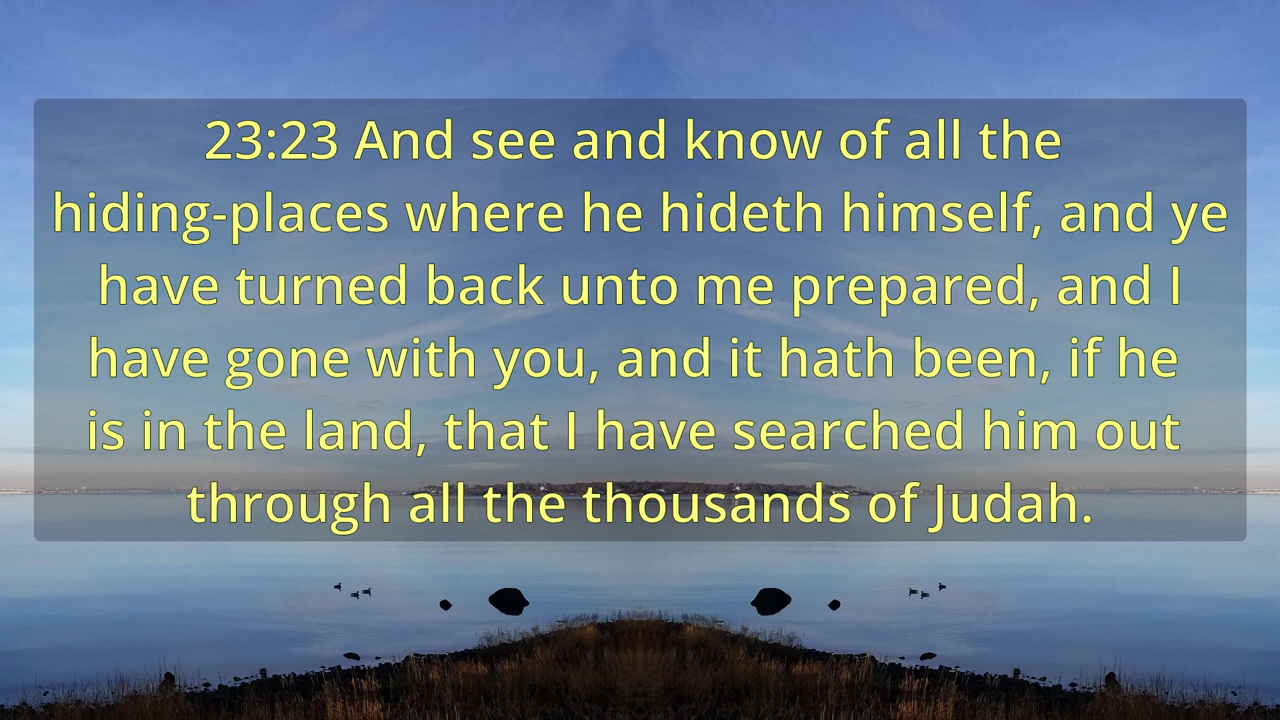 23:23 And see and know of all the
hiding-places where he hideth himself, and ye
have turned back unto me prepared, and I
have gone with you, and it hath been, if he
is in the land, that I have searched him out
through all the thousands of Judah.